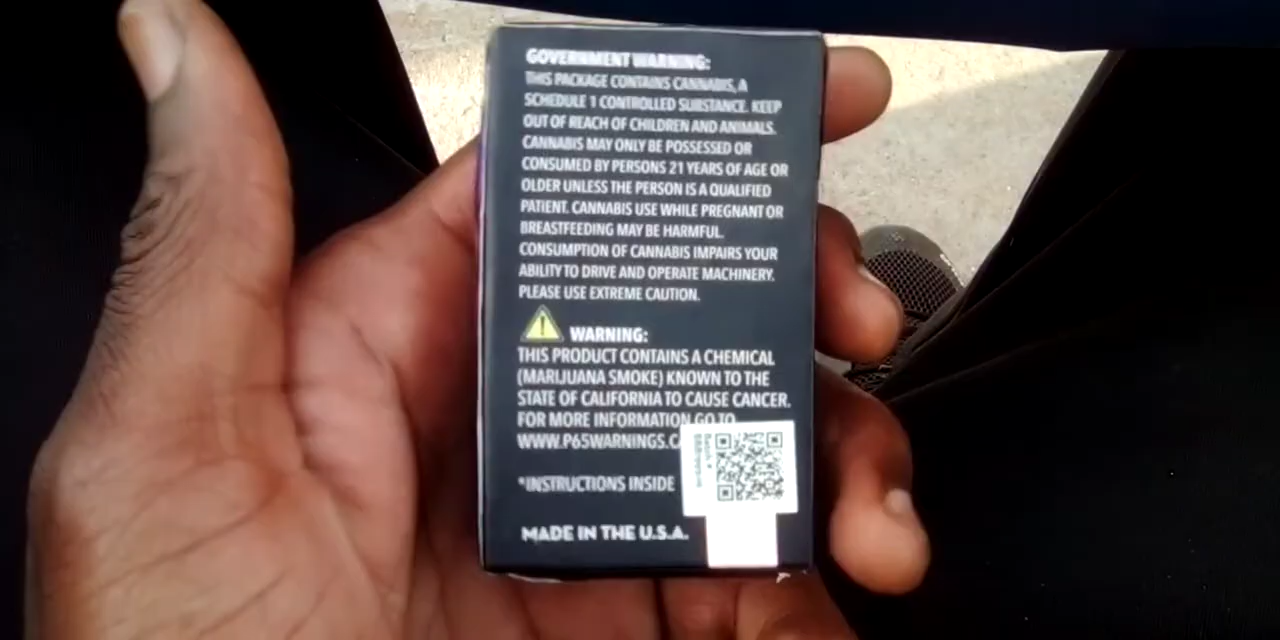 GOVERNMENT WARNING:
THIS PACKAGE CONTAINS CANNABIS, A
SCHEDULE 1 CONTROLLED SUBSTANCE. KEEP
OUT OF REACH OF CHILDREN AND ANIMALS.
CANNABIS MAY ONLY BE POSSESSED OR
CONSUMED BY PERSONS 21 YEARS OF AGE OR
OLDER UNLESS THE PERSON IS A QUALIFIED
PATIENT. CANNABIS USE WHILE PREGNANT OR
BREASTFEEDING MAY BE HARMFUL.
CONSUMPTION OF CANNABIS IMPAIRS YOUR
ABILITY TO DRIVE AND OPERATE MACHINERY.
PLEASE USE EXTREME CAUTION.
WARNING:
THIS PRODUCT CONTAINS A CHEMICAL
(MARIJUANA SMOKE) KNOWN TO THE
STATE OF CALIFORNIA TO CAUSE CANCER.
FOR MORE INFORMATION GO TO
WWW.P65WARNINGS.C
*INSTRUCTIONS INSIDE
MADE IN THE U.S.A.
Batch #